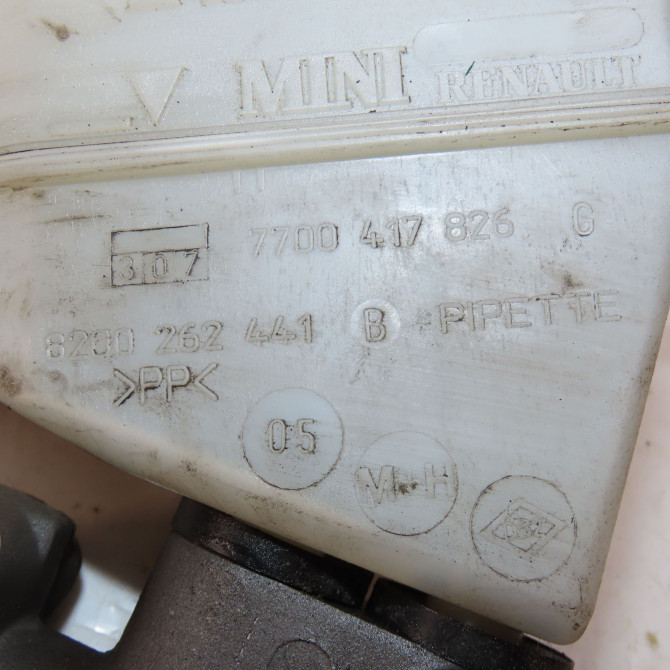 MINI RENAULT
7700 417 826 G
307
8200 262 441 B PIPETTE
>PP<
05
M+H